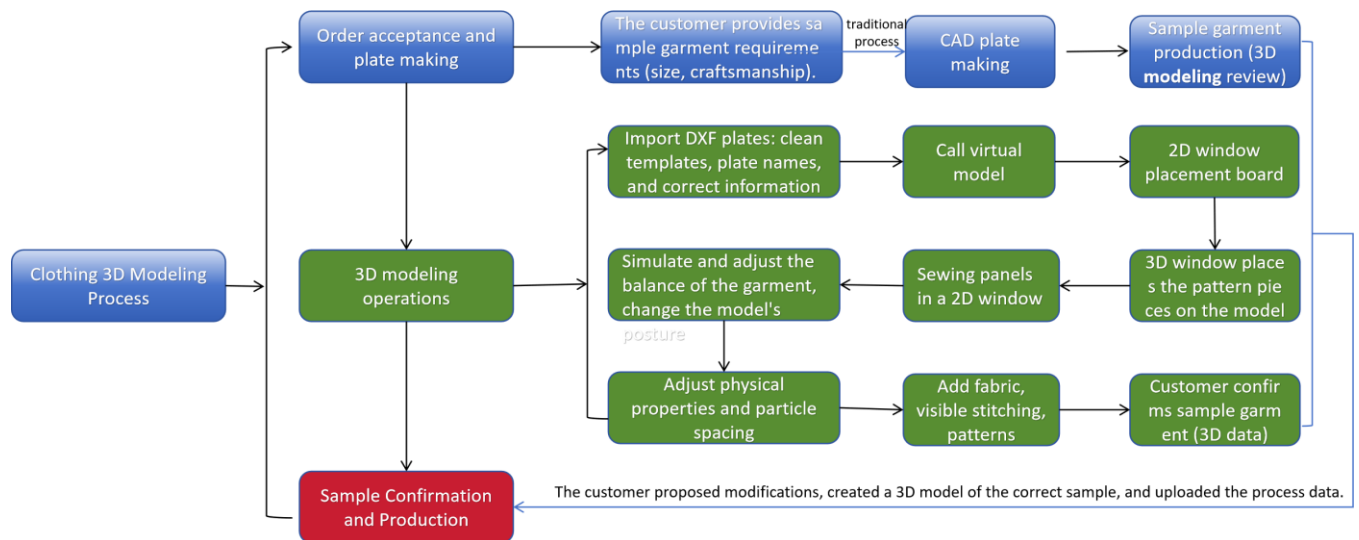 Order acceptance and
plate making
The customer provides sa
mple garment requireme
nts (size, craftsmanship).
traditional
process
CAD plate
making
Sample garment
production (3D
modeling review)
Import DXF plates: clean
templates, plate names,
and correct information
Call virtual
model
2D window
placement board
Clothing 3D Modeling
Process
3D modeling
operations
Simulate and adjust the
balance of the garment,
change the model's
posture
Sewing panels
in a 2D window
3D window place
s the pattern pie
ces on the model
Adjust physical
properties and particle
spacing
Add fabric,
visible stitching,
patterns
Customer confir
ms sample garm
ent (3D data)
Sample Confirmation
and Production
The customer proposed modifications, created a 3D model of the correct sample, and uploaded the process data.